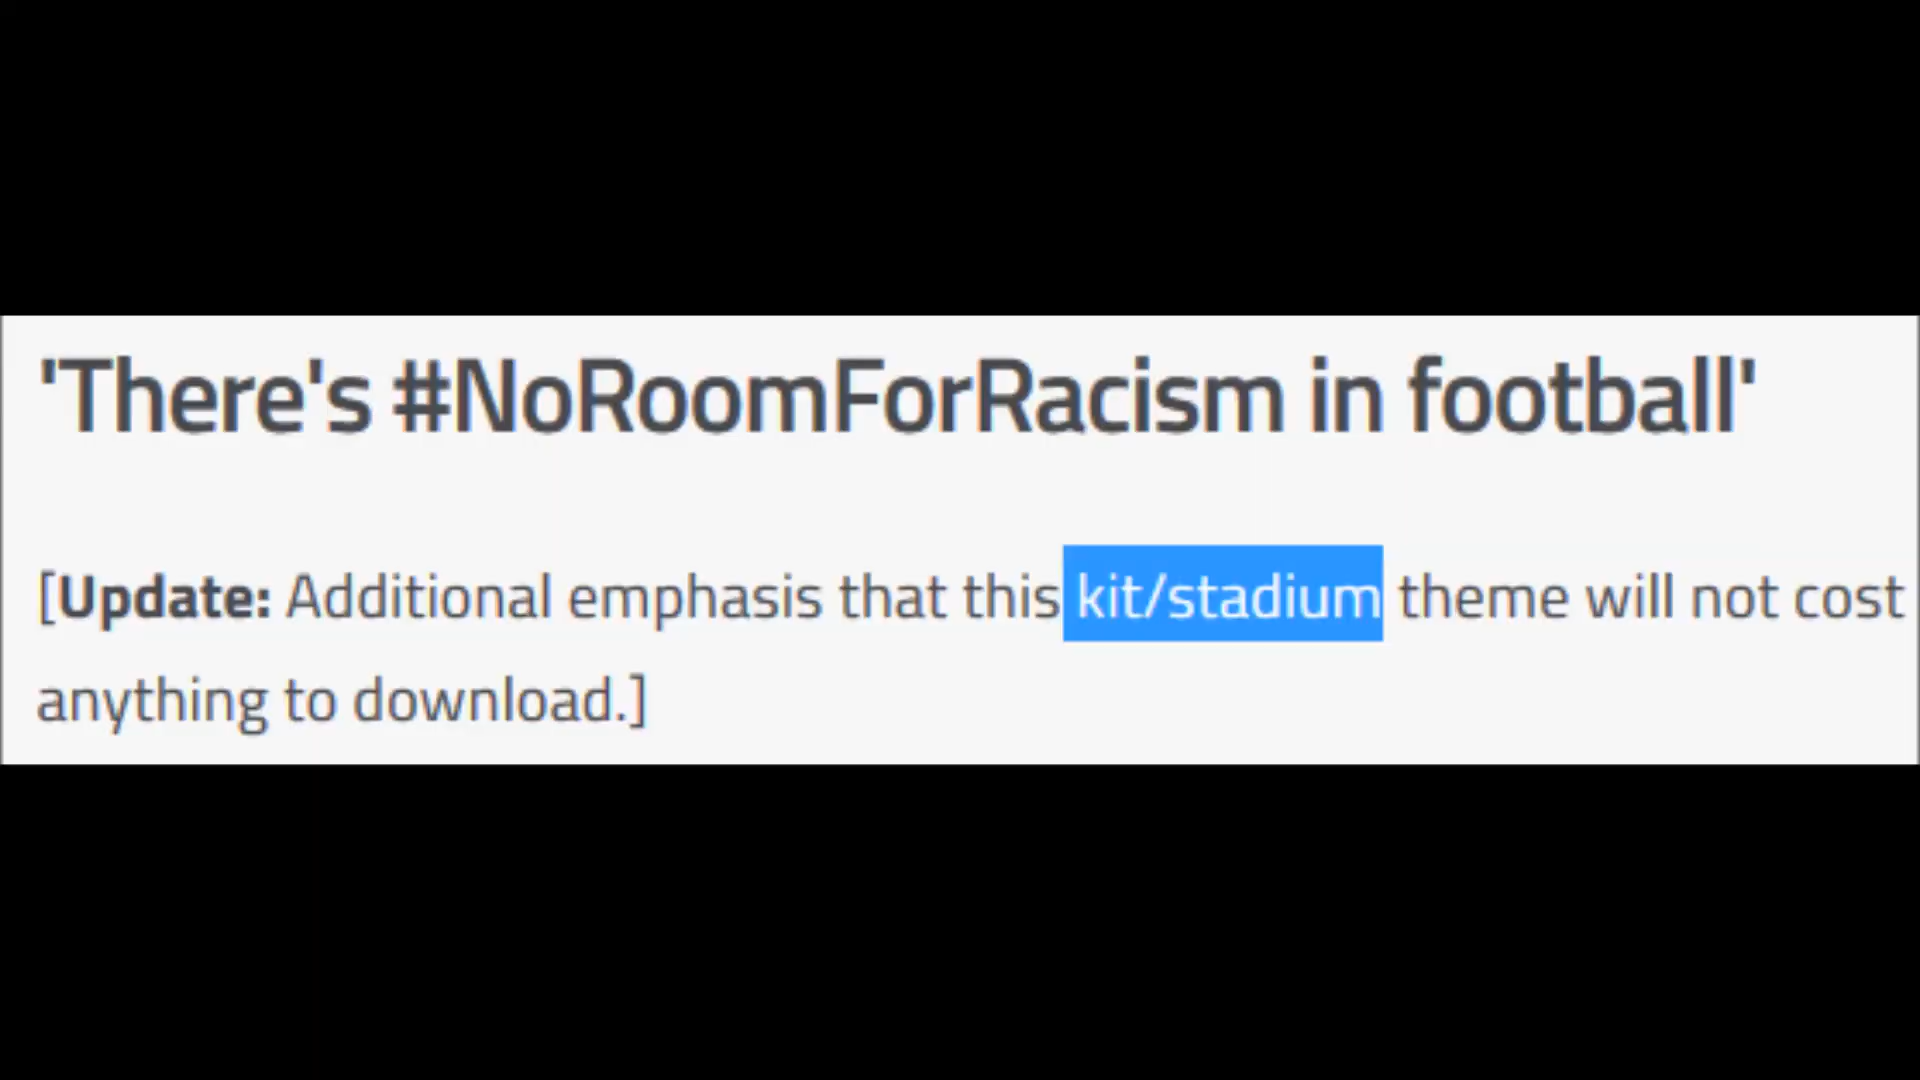 'There's #NoRoomForRacism in football'
[Update: Additional emphasis that this kit/stadium theme will not cost
anything to download.]